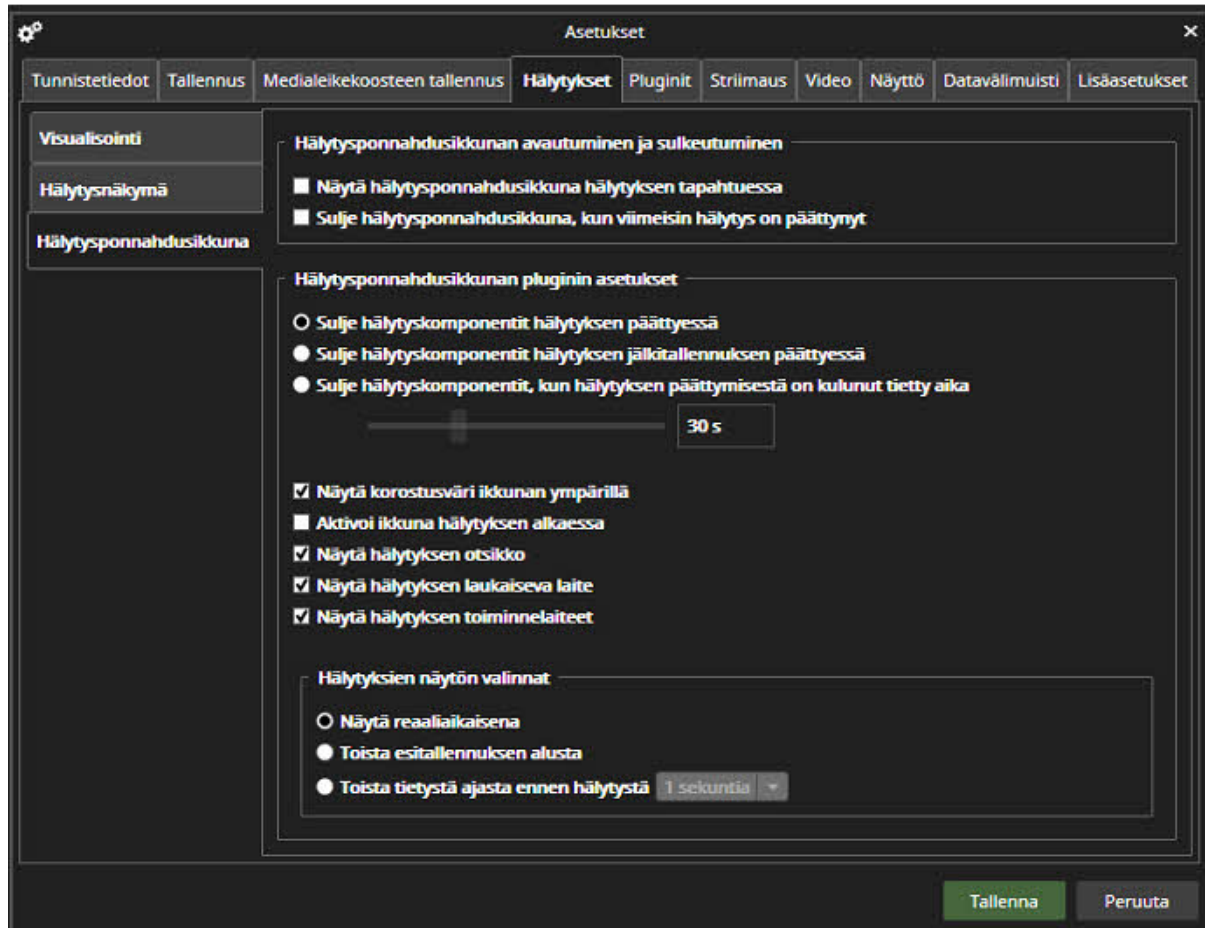 Asetukset
Tunnistetiedot Tallennus Medialeikekoosteen tallennus Hälytykset Pluginit Striimaus Video Näyttö Datavälimuisti Lisäasetukset
Visualisointi
Hälytysnäkymä
Hälytysponnahdusikkuna
Hälytysponnahdusikkunan avautuminen ja sulkeutuminen
Näytä hälytysponnahdusikkuna hälytyksen tapahtuessa
Sulje hälytysponnahdusikkuna, kun viimeisin hälytys on päättynyt
Hälytysponnahdusikkunan pluginin asetukset
Sulje hälytyskomponentit hälytyksen päättyessä
Sulje hälytyskomponentit hälytyksen jälkitallennuksen päättyessä
Sulje hälytyskomponentit, kun hälytyksen päättymisestä on kulunut tietty aika
30 s
Näytä korostusväri ikkunan ympärillä
Aktivoi ikkuna hälytyksen alkaessa
Näytä hälytyksen otsikko
Näytä hälytyksen laukaiseva laite
Näytä hälytyksen toiminnelaiteet
Hälytyksien näytön valinnat
Näytä reaaliaikaisena
Toista esitallennuksen alusta
Toista tietystä ajasta ennen hälytystä 1 sekuntia
Tallenna Peruuta